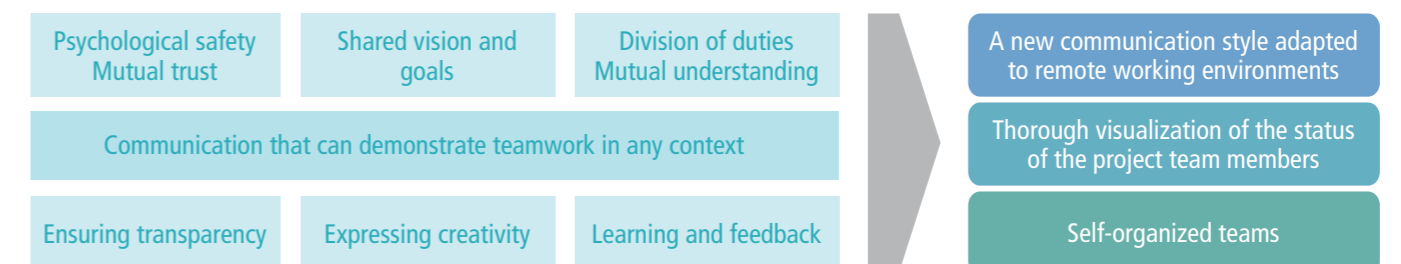 Psychological safety
Mutual trust
Shared vision and
goals
Division of duties
Mutual understanding
Communication that can demonstrate teamwork in any context
Ensuring transparency
Expressing creativity
Learning and feedback
A new communication style adapted
to remote working environments
Thorough visualization of the status
of the project team members
Self-organized teams